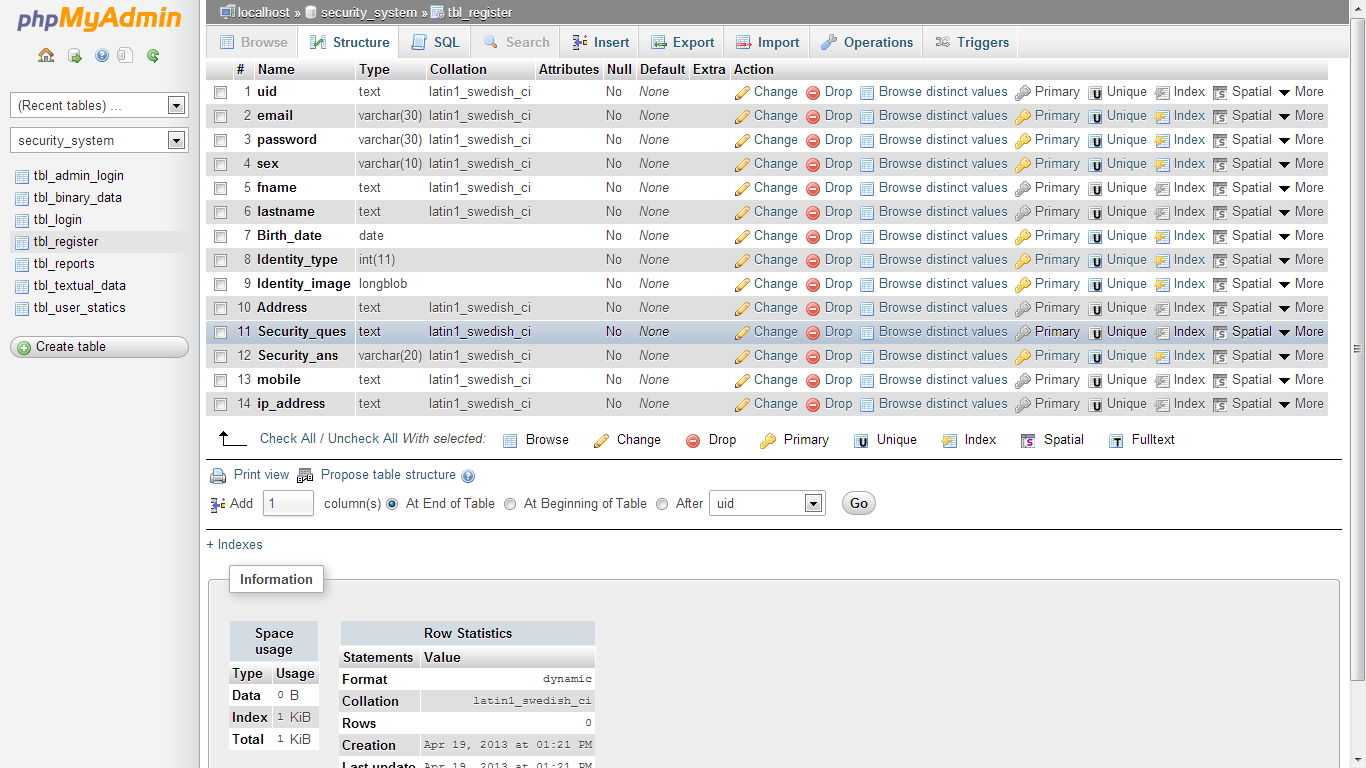 phpMyAdmin
localhost » security_system » tbl_register
Browse Structure SQL Search Insert Export Import Operations Triggers
(Recent tables) ...
security_system
tbl_admin_login
tbl_binary_data
tbl_login
tbl_register
tbl_reports
tbl_textual_data
tbl_user_statics
Create table
# Name Type Collation Attributes Null Default Extra Action
1 uid text latin1_swedish_ci No None Change Drop Browse distinct values Primary Unique Index Spatial More
2 email varchar(30) latin1_swedish_ci No None Change Drop Browse distinct values Primary Unique Index Spatial More
3 password varchar(30) latin1_swedish_ci No None Change Drop Browse distinct values Primary Unique Index Spatial More
4 sex varchar(10) latin1_swedish_ci No None Change Drop Browse distinct values Primary Unique Index Spatial More
5 fname text latin1_swedish_ci No None Change Drop Browse distinct values Primary Unique Index Spatial More
6 lastname text latin1_swedish_ci No None Change Drop Browse distinct values Primary Unique Index Spatial More
7 Birth_date date No None Change Drop Browse distinct values Primary Unique Index Spatial More
8 Identity_type int(11) No None Change Drop Browse distinct values Primary Unique Index Spatial More
9 Identity_image longblob No None Change Drop Browse distinct values Primary Unique Index Spatial More
10 Address text latin1_swedish_ci No None Change Drop Browse distinct values Primary Unique Index Spatial More
11 Security_ques text latin1_swedish_ci No None Change Drop Browse distinct values Primary Unique Index Spatial More
12 Security_ans varchar(20) latin1_swedish_ci No None Change Drop Browse distinct values Primary Unique Index Spatial More
13 mobile text latin1_swedish_ci No None Change Drop Browse distinct values Primary Unique Index Spatial More
14 ip_address text latin1_swedish_ci No None Change Drop Browse distinct values Primary Unique Index Spatial More
Check All / Uncheck All With selected: Browse Change Drop Primary Unique Index Spatial Fulltext
Print view Propose table structure
Add 1 column(s) At End of Table At Beginning of Table After uid Go
+ Indexes
Information
Space
usage
Type Usage
Data 0 B
Index 1 KiB
Total 1 KiB
Row Statistics
Statements Value
Format dynamic
Collation latin1_swedish_ci
Rows 0
Creation Apr 19, 2013 at 01:21 PM
Last update Apr 19, 2013 at 01:21 PM